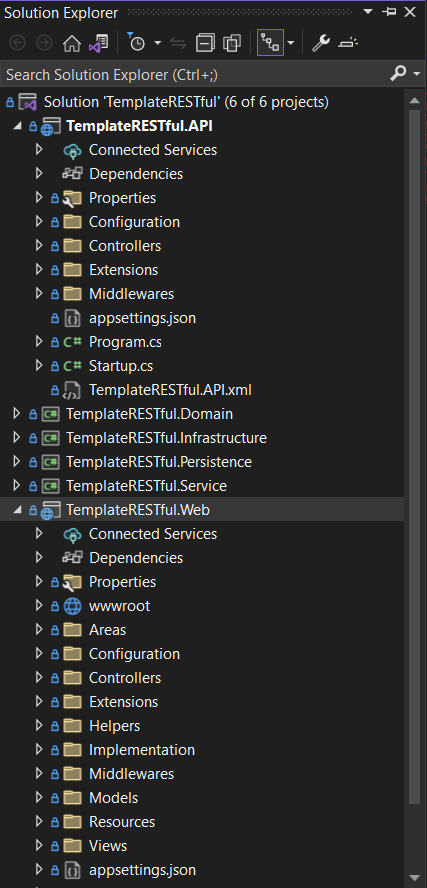 Solution Explorer
Search Solution Explorer (Ctrl+;)
Solution 'TemplateRESTful' (6 of 6 projects)
TemplateRESTful.API
Connected Services
Dependencies
Properties
Configuration
Controllers
Extensions
Middlewares
appsettings.json
C# Program.cs
C# Startup.cs
TemplateRESTful.API.xml
C# TemplateRESTful.Domain
C# TemplateRESTful.Infrastructure
C# TemplateRESTful.Persistence
C# TemplateRESTful.Service
TemplateRESTful.Web
Connected Services
Dependencies
Properties
wwwroot
Areas
Configuration
Controllers
Extensions
Helpers
Implementation
Middlewares
Models
Resources
Views
appsettings.json